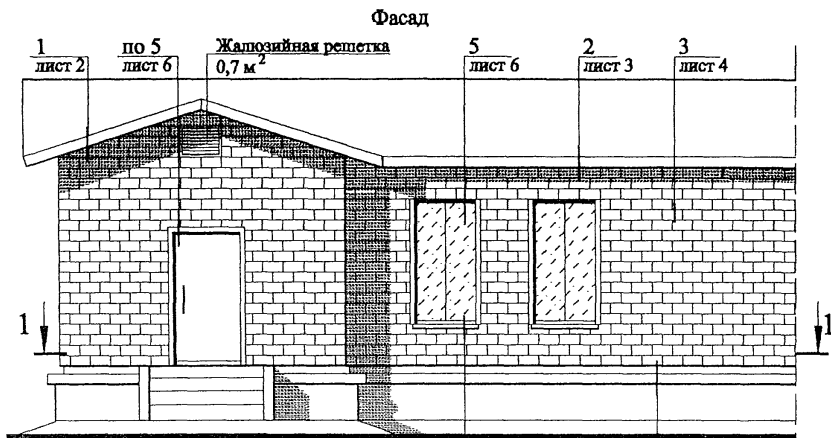 Фасад
1
лист 2
по 5
лист 6
Жалюзийная решетка
0,7 м²
5
лист 6
2
лист 3
3
лист 4
1
1